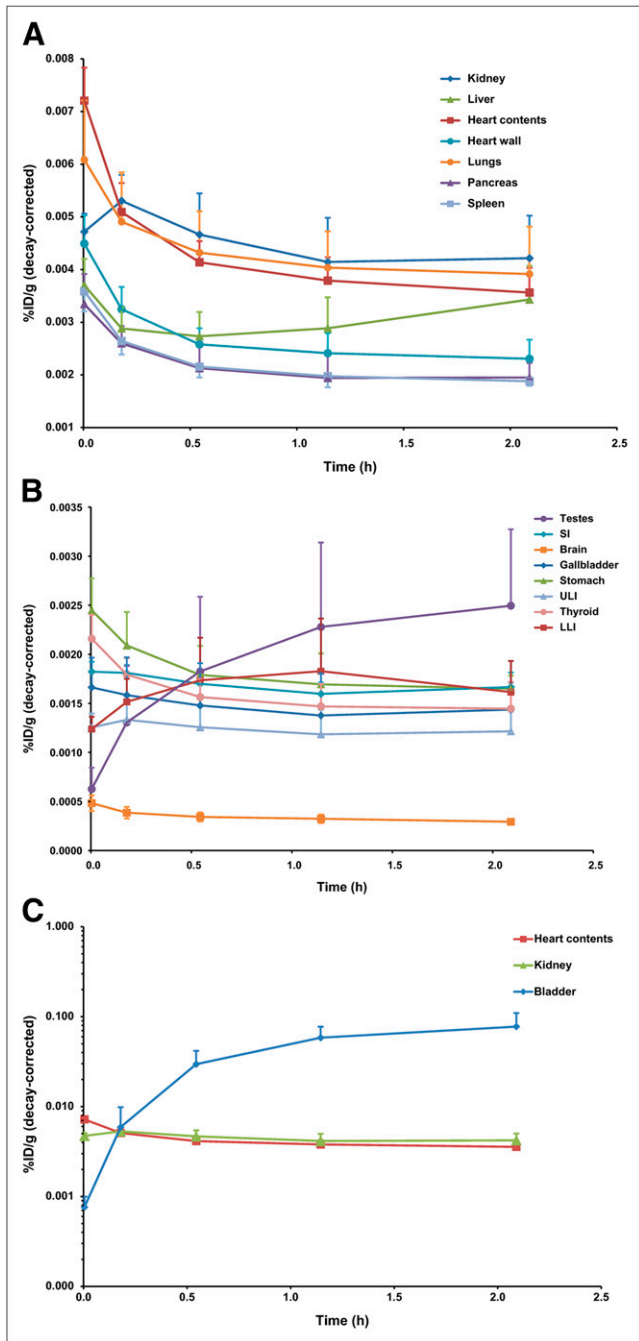 A
0.008
0.007
0.006
0.005
0.004
0.003
0.002
0.001
%ID/g (decay-corrected)
Kidney
Liver
Heart contents
Heart wall
Lungs
Pancreas
Spleen
0.0 0.5 1.0 1.5 2.0 2.5
Time (h)
B
0.0035
0.0030
0.0025
0.0020
0.0015
0.0010
0.0005
0.0000
%ID/g (decay-corrected)
Testes
SI
Brain
Gallbladder
Stomach
ULI
Thyroid
LLI
0.0 0.5 1.0 1.5 2.0 2.5
Time (h)
C
1.000
0.100
0.010
0.001
0.000
%ID/g (decay-corrected)
Heart contents
Kidney
Bladder
0.0 0.5 1.0 1.5 2.0 2.5
Time (h)